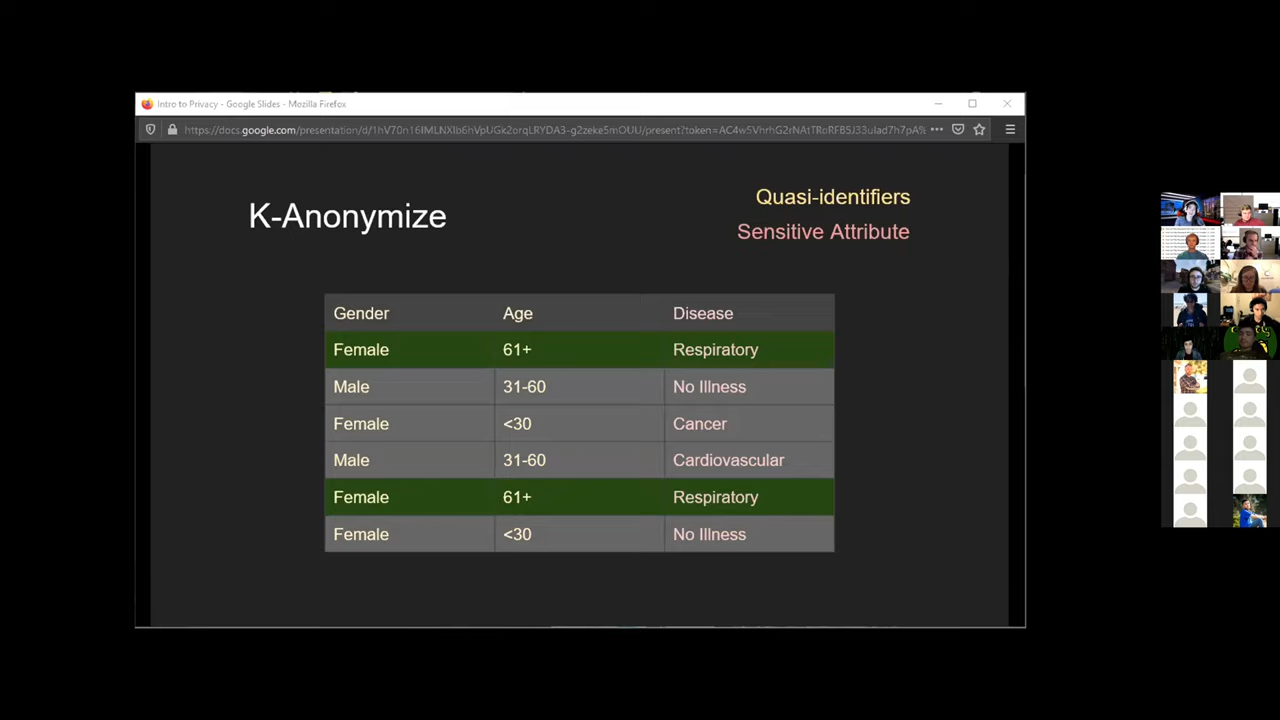 Intro to Privacy - Google Slides - Mozilla Firefox
K-Anonymize
Quasi-identifiers
Sensitive Attribute
Gender Age Disease
Female 61+ Respiratory
Male 31-60 No Illness
Female <30 Cancer
Male 31-60 Cardiovascular
Female 61+ Respiratory
Female <30 No Illness